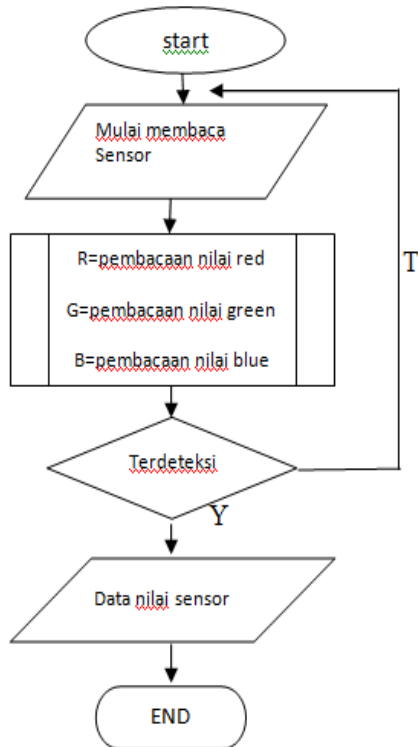 start
Mulai membaca
Sensor
R=pembacaan nilai red
G=pembacaan nilai green
B=pembacaan nilai blue
T
Terdeteksi
Y
Data nilai sensor
END